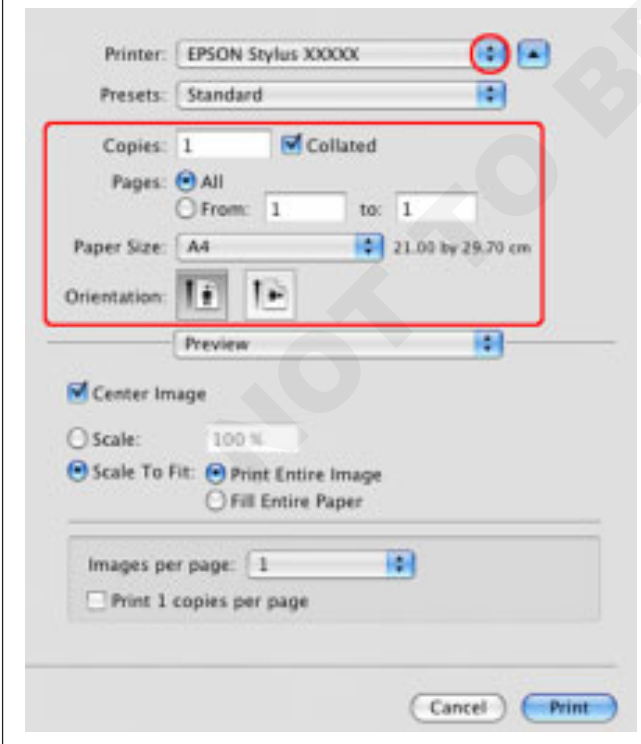 Printer: EPSON Stylus XXXXX
Presets: Standard
Copies: 1 Collated
Pages: All
From: 1 to: 1
Paper Size: A4 21.00 by 29.70 cm
Orientation:
Preview
Center Image
Scale: 100 %
Scale To Fit: Print Entire Image
Fill Entire Paper
Images per page: 1
Print 1 copies per page
Cancel Print
NOT TO B